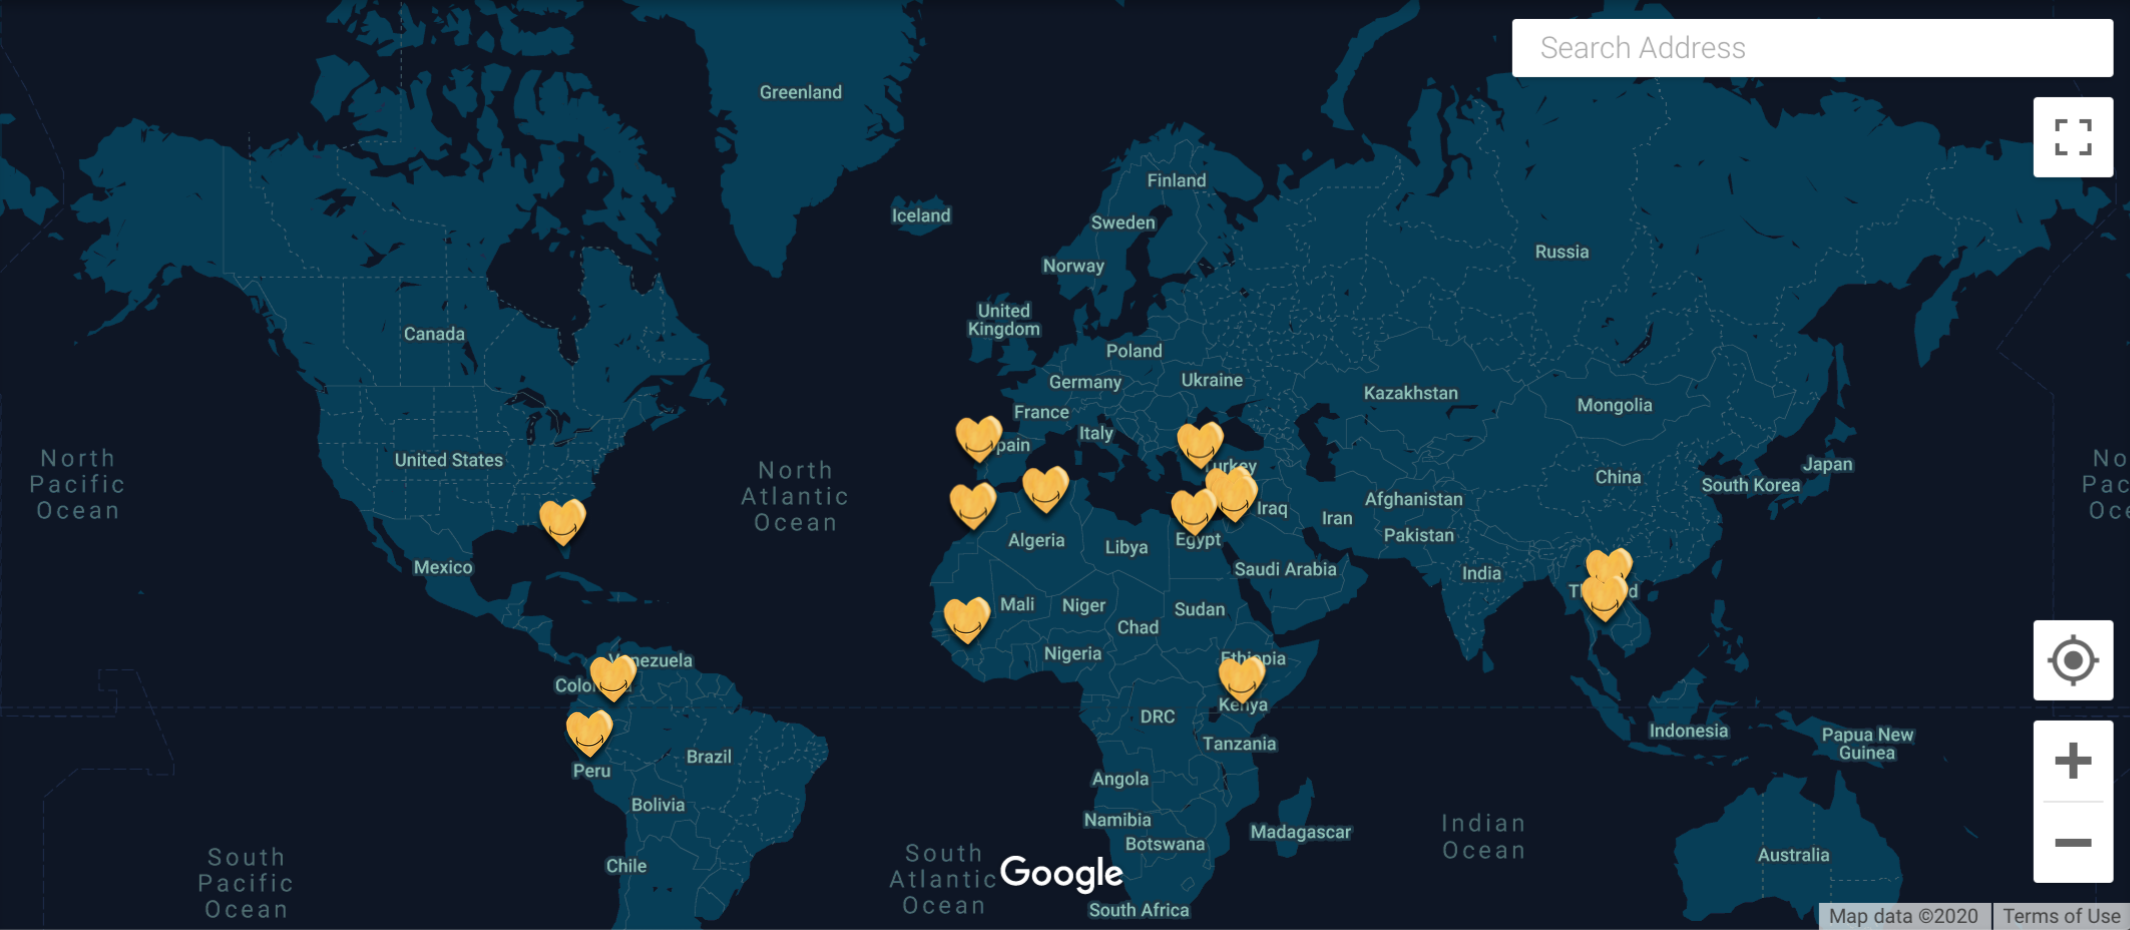 Search Address
Greenland
Finland
Iceland
Sweden
Russia
Norway
United
Kingdom
Canada
Poland
Germany
Ukraine
Kazakhstan
Mongolia
France
Italy
pain
United States
North
Pacific
Ocean
North
Atlantic
Ocean
urkey
China
Japan
South Korea
No
Pac
Oce
Afghanistan
Iraq
Iran
Pakistan
Algeria
Libya
Egypt
Mexico
Saudi Arabia
India
Th
d
Mali
Niger
Chad
Sudan
Nigeria
Ethiopia
nezuela
Colo
Kenya
DRC
Tanzania
Indonesia
Papua New
Guinea
Peru
Brazil
Bolivia
Angola
Namibia
Botswana
Madagascar
Indian
Ocean
Chile
Australia
South
Pacific
Ocean
South
Atlantic
Ocean
Google
South Africa
Map data ©2020
Terms of Use